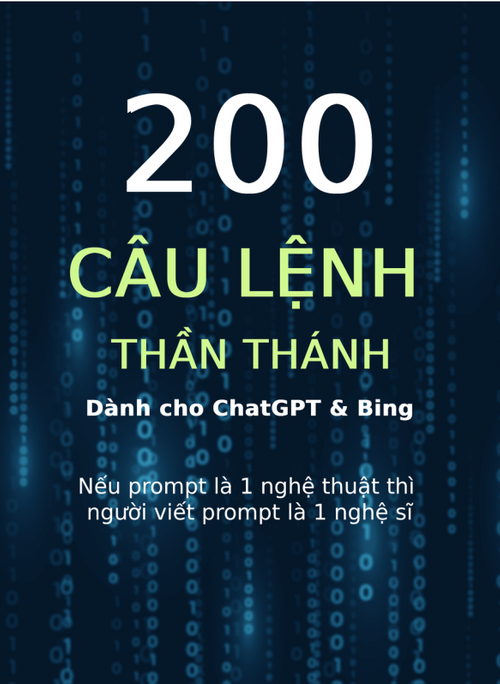 200
CÂU LỆNH
THẦN THÁNH
Dành cho ChatGPT & Bing
Nếu prompt là 1 nghệ thuật thì
người viết prompt là 1 nghệ sĩ